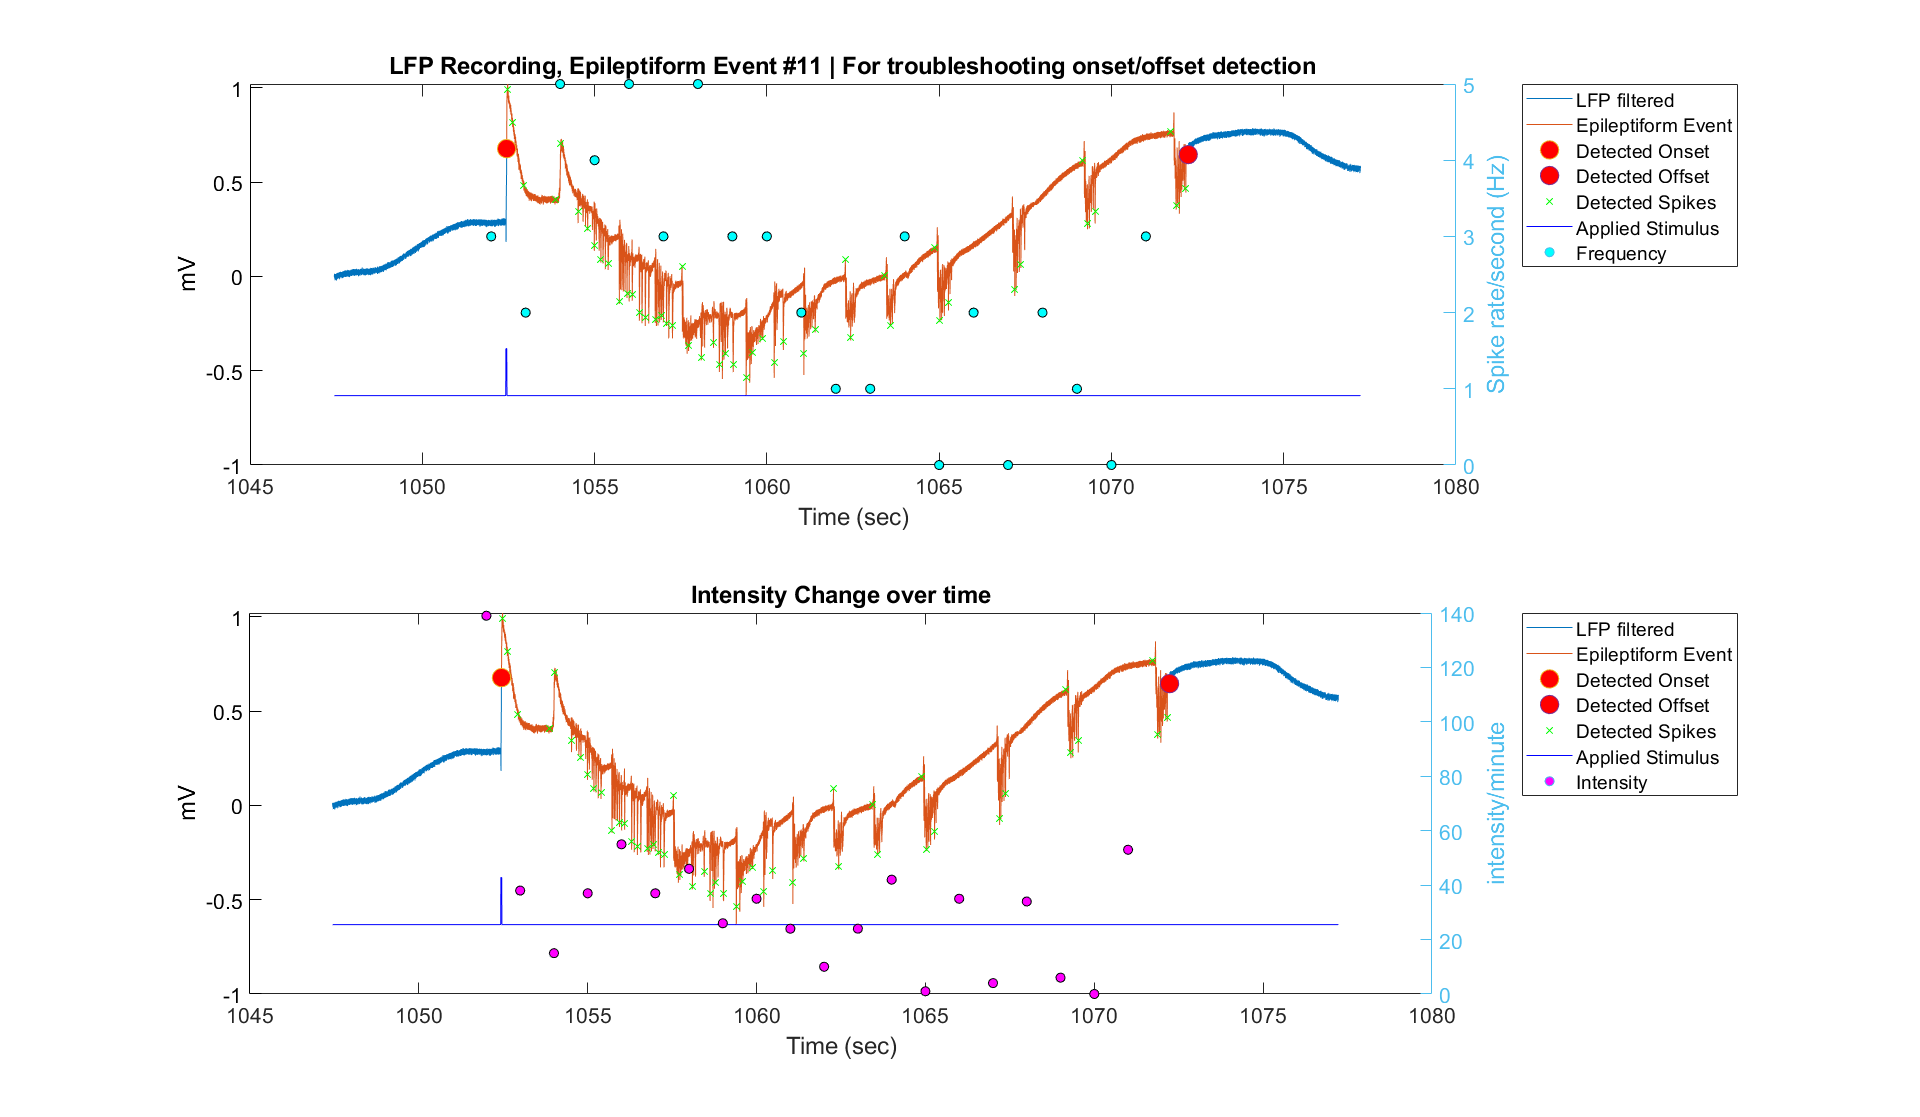 LFP Recording, Epileptiform Event #11 | For troubleshooting onset/offset detection
1
0.5
0
-0.5
-1
mV
1045
1050
1055
1060
1065
1070
1075
1080
Time (sec)
5
4
3
2
1
0
Spike rate/second (Hz)
LFP filtered
Epileptiform Event
Detected Onset
Detected Offset
Detected Spikes
Applied Stimulus
Frequency
Intensity Change over time
1
0.5
0
-0.5
-1
mV
1045
1050
1055
1060
1065
1070
1075
1080
Time (sec)
140
120
100
80
60
40
20
0
intensity/minute
LFP filtered
Epileptiform Event
Detected Onset
Detected Offset
Detected Spikes
Applied Stimulus
Intensity